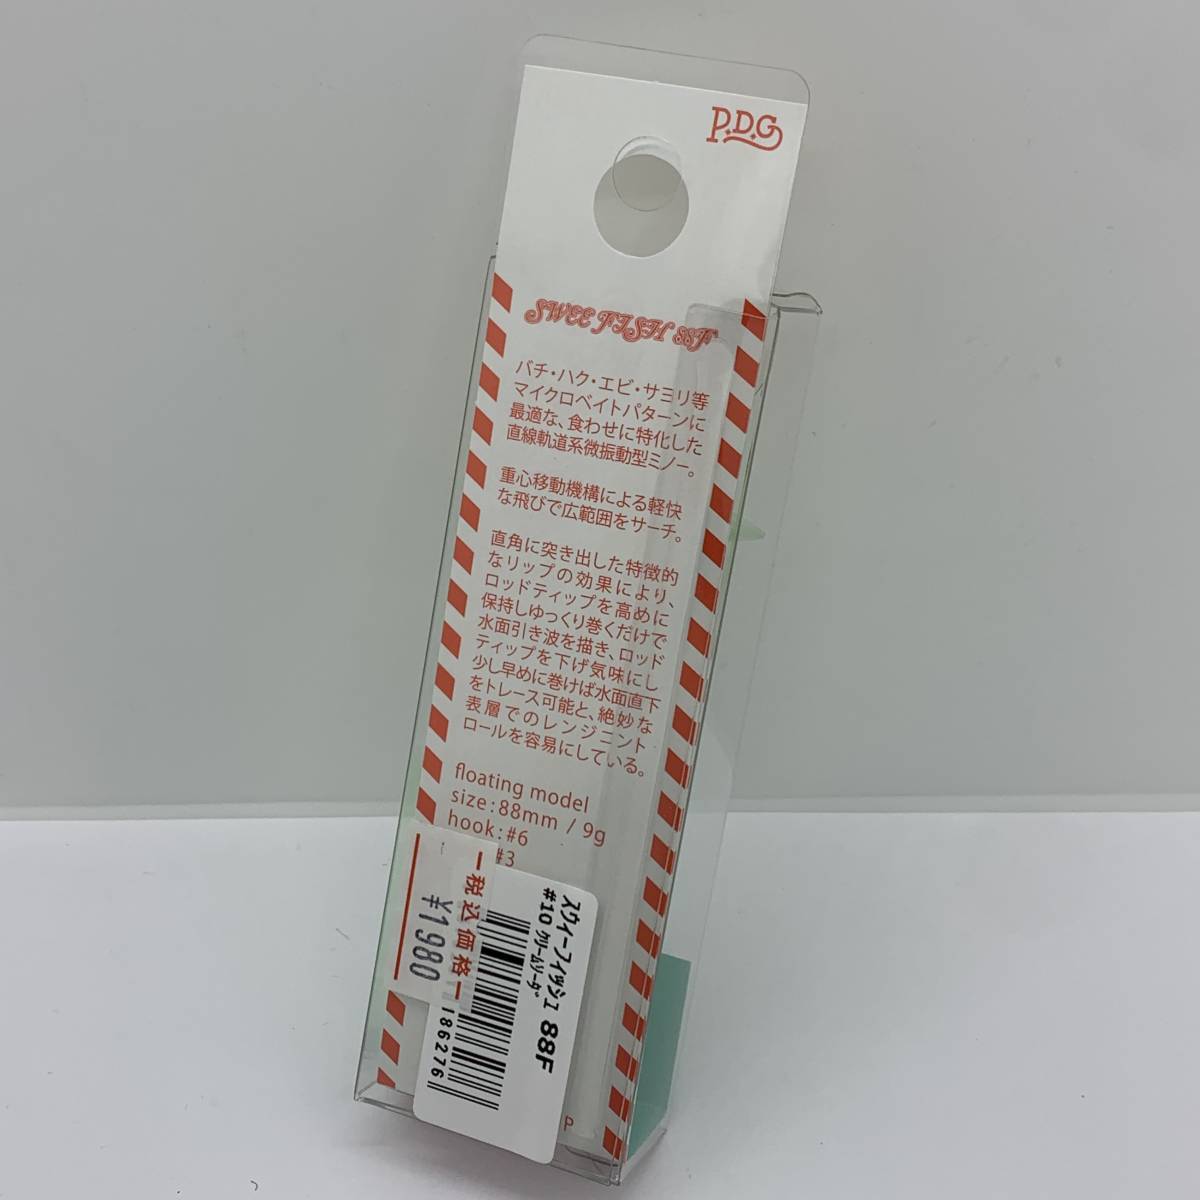 P.D.G
SWEE FISH 88F
バチ・ハク・エビ・サヨリ等
マイクロベイトパターンに
最適な、食わせに特化した
直線軌道系微振動型ミノー。
重心移動機構による軽快
な飛びで広範囲をサーチ。
直角に突き出した特徴的
なリップの効果により、
ロッドティップを高めに
保持しゆっくり巻くだけで
水面引き波を描き、ロッド
ティップを下げ気味にし
少し早めに巻けば水面直下
をトレース可能と、絶妙な
表層でのレンジコント
ロールを容易にしている。
floating model
size:88mm / 9g
hook:#6
#3
税込価格
¥1980
スウィーフィッシュ 88F
#10 クリームソーダ
186276
P